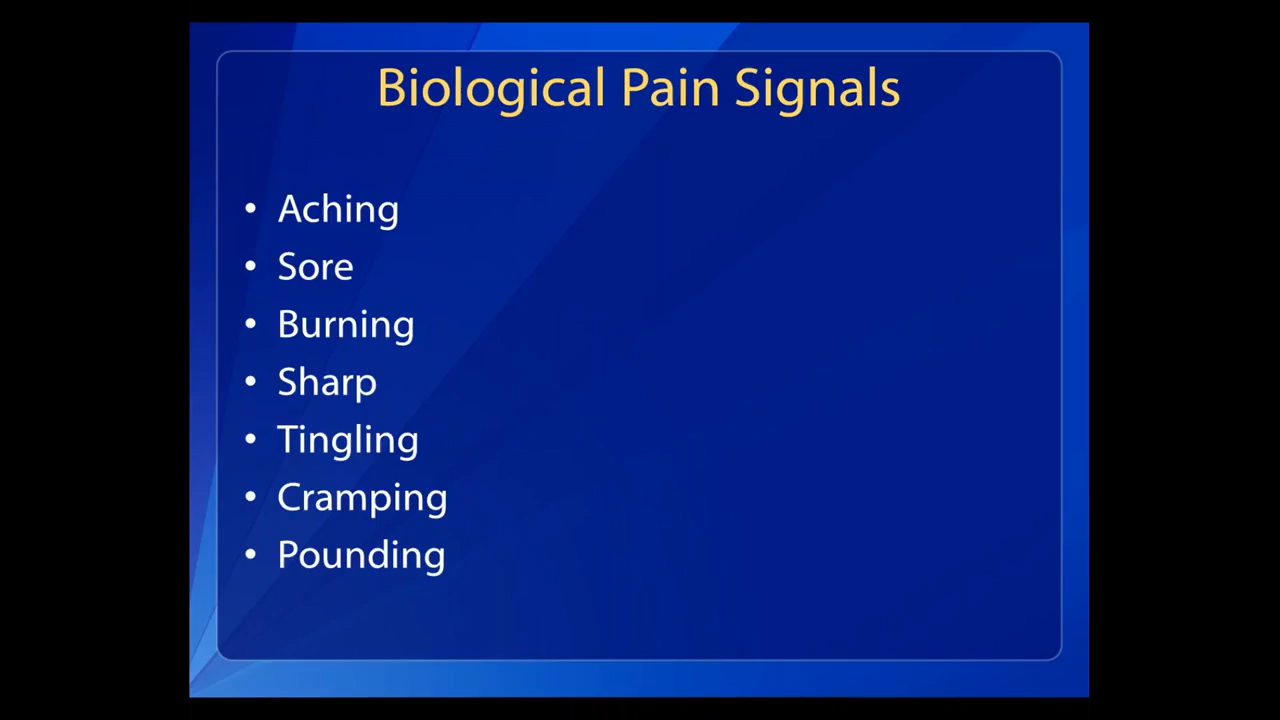 Biological Pain Signals
• Aching
• Sore
• Burning
• Sharp
• Tingling
• Cramping
• Pounding